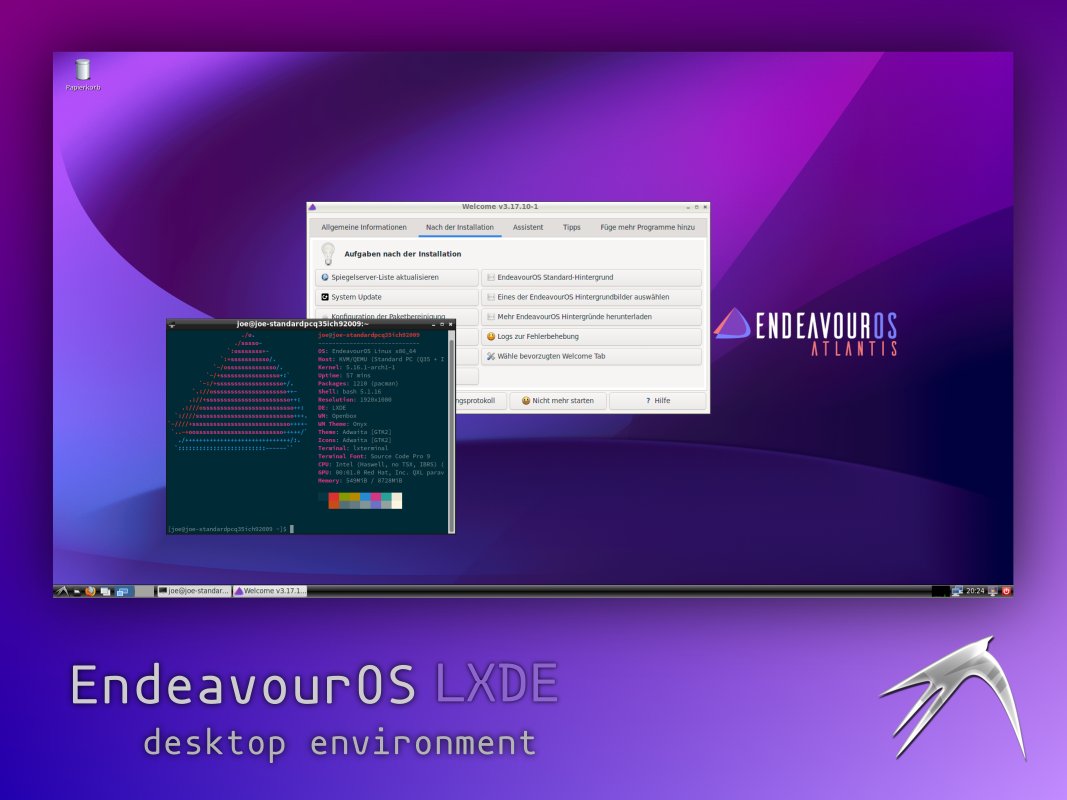 Papierkorb
Welcome v3.17.10-1
Allgemeine Informationen Nach der Installation Assistent Tipps Füge mehr Programme hinzu
Aufgaben nach der Installation
Spiegelserver-Liste aktualisieren EndeavourOS Standard-Hintergrund
System Update Eines der EndeavourOS Hintergrundbilder auswählen
Konfiguration der Paketbereinigung Mehr EndeavourOS Hintergründe herunterladen
Logs zur Fehlerbehebung
Wähle bevorzugten Welcome Tab
ngsprotokoll Nicht mehr starten ? Hilfe
joe@joe-standardpcq35ich92009:~
joe@joe-standardpcq35ich92009
OS: EndeavourOS Linux x86_64
Host: KVM/QEMU (Standard PC (Q35 + I
Kernel: 5.16.1-arch1-1
Uptime: 57 mins
Packages: 1210 (pacman)
Shell: bash 5.1.16
Resolution: 1920x1080
DE: LXDE
WM: Openbox
WM Theme: Onyx
Theme: Adwaita [GTK2]
Icons: Adwaita [GTK2]
Terminal: lxterminal
Terminal Font: Source Code Pro 9
CPU: Intel (Haswell, no TSX, IBRS) (
GPU: 00:01.0 Red Hat, Inc. QXL parav
Memory: 549MiB / 8728MiB
[joe@joe-standardpcq35ich92009 ~]$
ENDEAVOUROS
ATLANTIS
joe@joe-standar... Welcome v3.17.1... 20:24
EndeavourOS LXDE
desktop environment